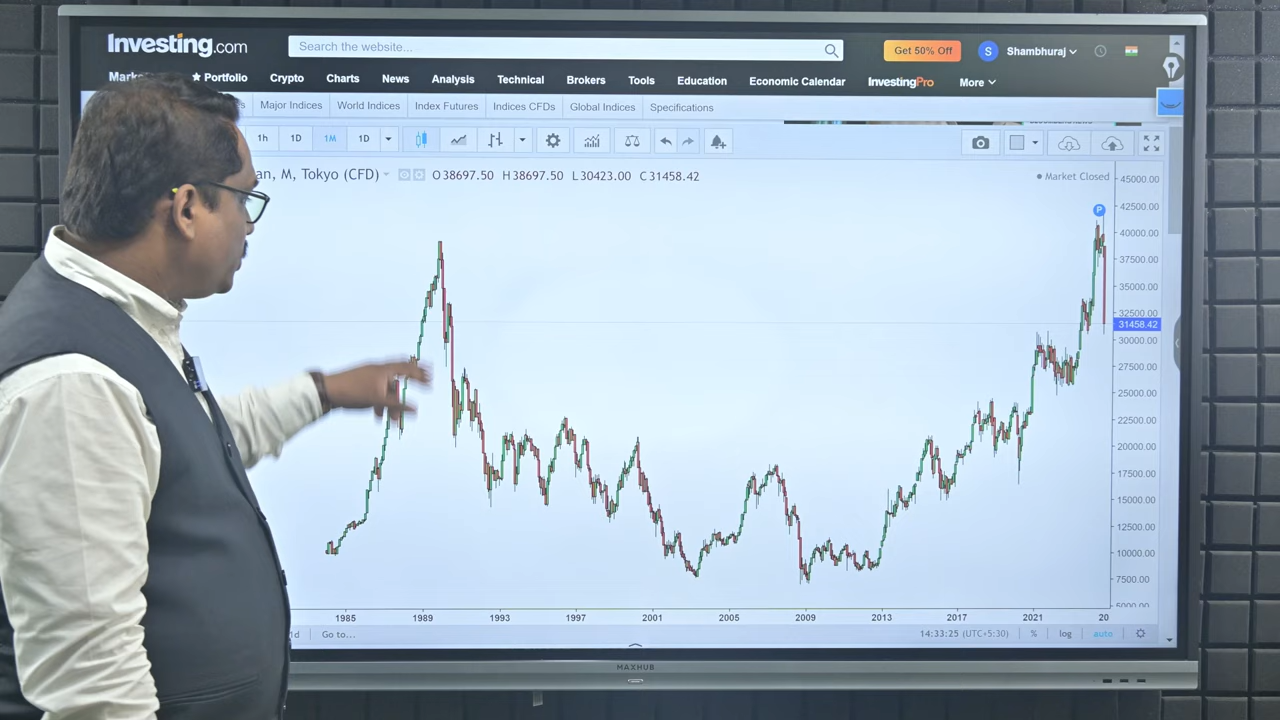 Investing.com
Search the website...
Get 50% Off
S
Shambhuraj
Portfolio
Crypto
Charts
News
Analysis
Technical
Brokers
Tools
Education
Economic Calendar
InvestingPro
More
Major Indices
World Indices
Index Futures
Indices CFDs
Global Indices
Specifications
1h
1D
1M
1D
an, M, Tokyo (CFD)
O38697.50 H38697.50 L30423.00 C31458.42
Market Closed
P
45000.00
42500.00
40000.00
37500.00
35000.00
32500.00
31458.42
30000.00
27500.00
25000.00
22500.00
20000.00
17500.00
15000.00
12500.00
10000.00
7500.00
5000.00
1985 1989 1993 1997 2001 2005 2009 2013 2017 2021 20
1d
Go to...
14:33:25 (UTC+5:30)
%
log
auto
MAXHUB